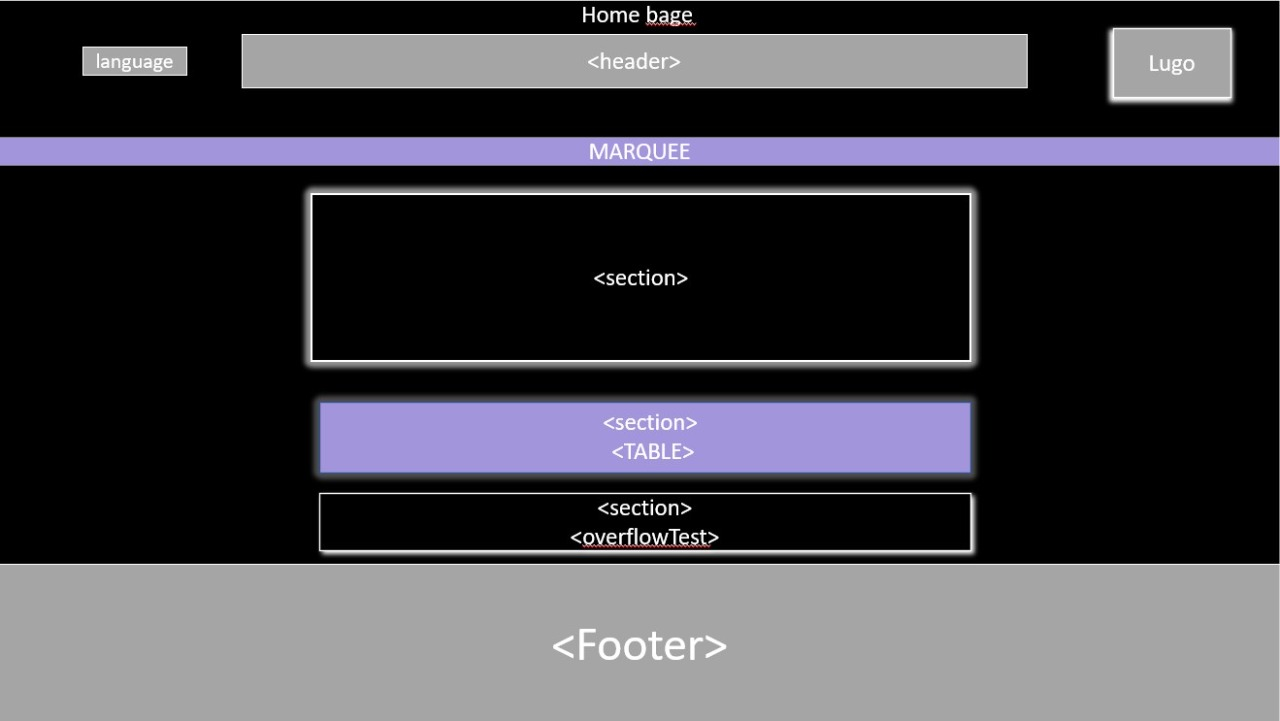 Home bage
language
<header>
Lugo
MARQUEE
<section>
<section>
<TABLE>
<section>
<overflowTest>
<Footer>